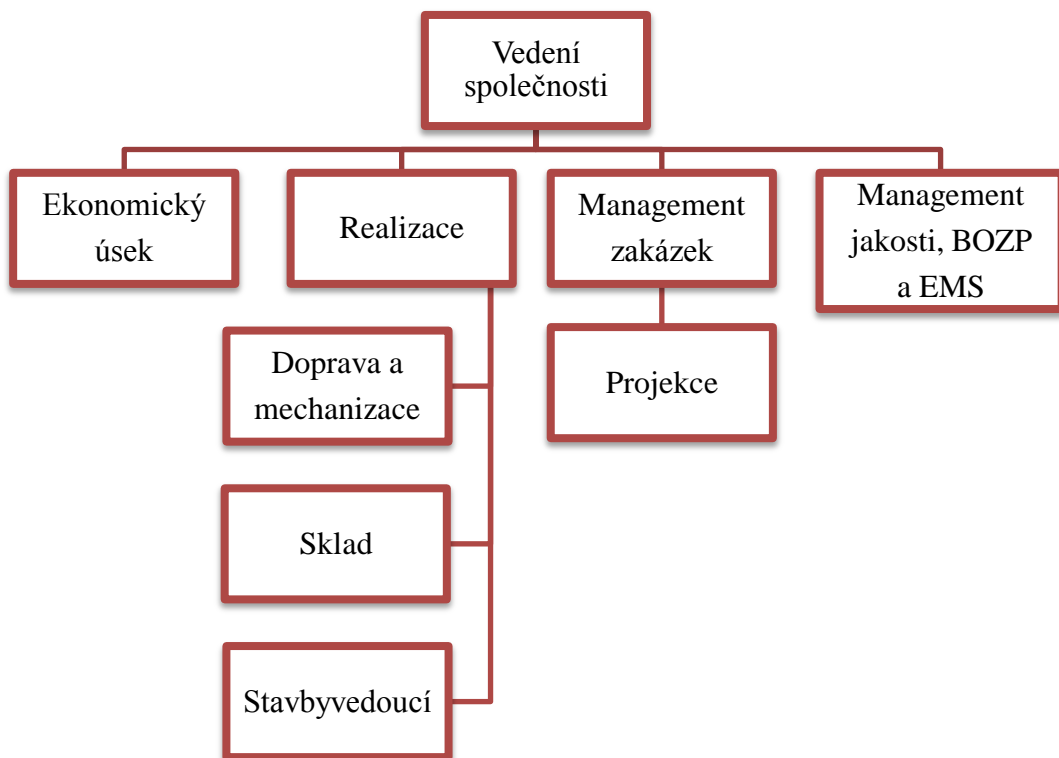 Vedení
společnosti
Ekonomický
úsek
Realizace
Management
zakázek
Management
jakosti, BOZP
a EMS
Doprava a
mechanizace
Projekce
Sklad
Stavbyvedoucí